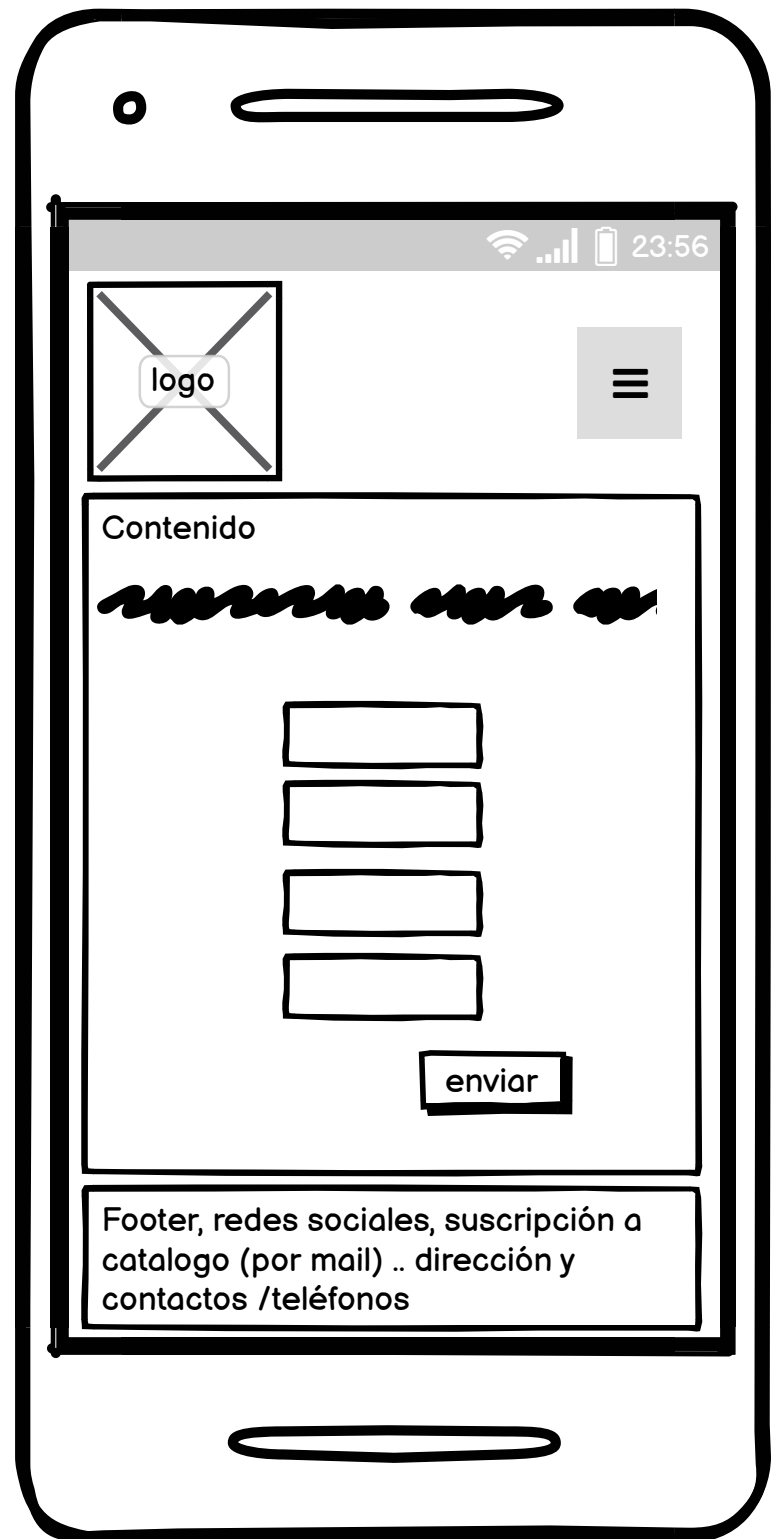 23:56
logo
Contenido
enviar
Footer, redes sociales, suscripción a
catalogo (por mail) .. dirección y
contactos /teléfonos